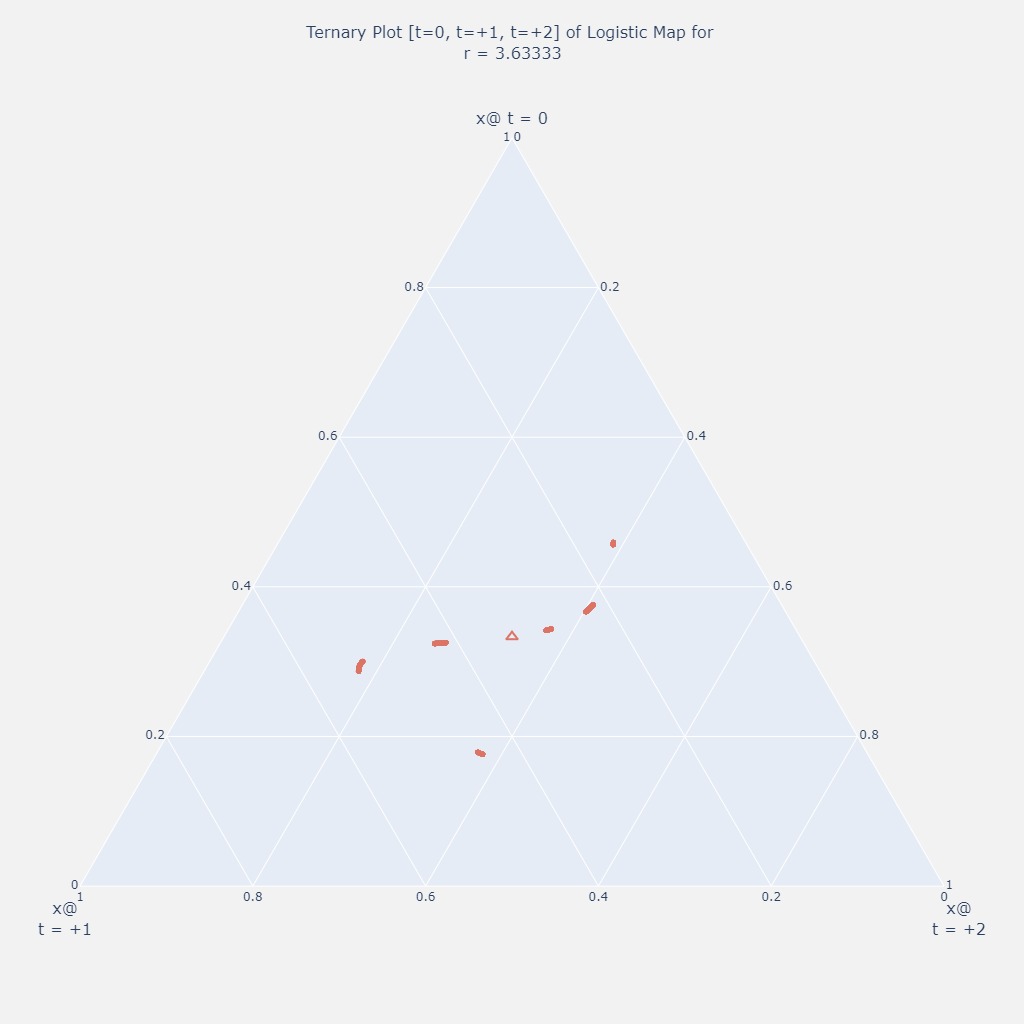 Ternary Plot [t=0, t=+1, t=+2] of Logistic Map for
r = 3.63333
x@ t = 0
1 0
0.8 0.2
0.6 0.4
0.4 0.6
0.2 0.8
0 1
1 0.8 0.6 0.4 0.2 0
x@ x@
t = +1 t = +2